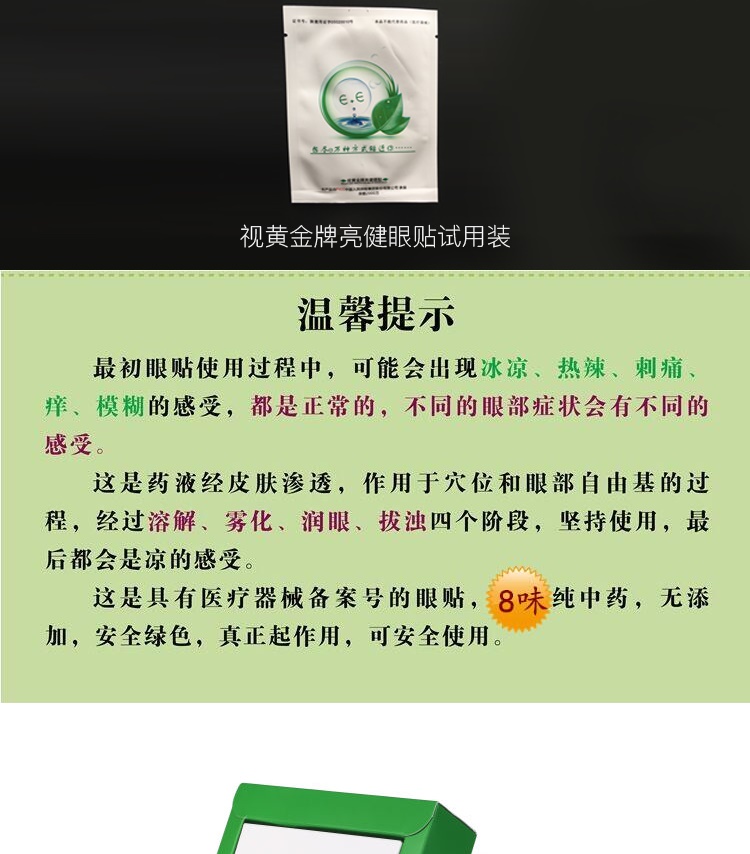 视黄金牌亮健眼贴试用装
温馨提示
最初眼贴使用过程中，可能会出现冰凉、热辣、刺痛、
痒、模糊的感受，都是正常的，不同的眼部症状会有不同的
感受。
这是药液经皮肤渗透，作用于穴位和眼部自由基的过
程，经过溶解、雾化、润眼、拔浊四个阶段，坚持使用，最
后都会是凉的感受。
这是具有医疗器械备案号的眼贴，8味纯中药，无添
加，安全绿色，真正起作用，可安全使用。